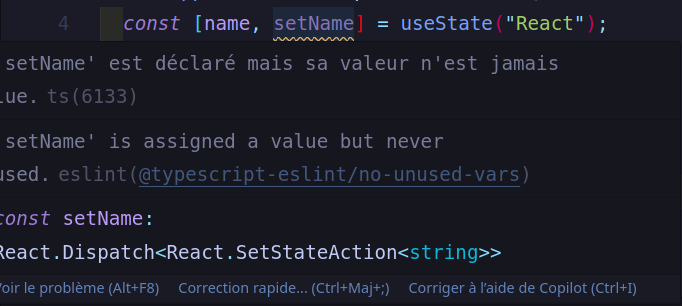 4 const [name, setName] = useState("React");
setName' est déclaré mais sa valeur n'est jamais
lue. ts(6133)
setName' is assigned a value but never
used. eslint(@typescript-eslint/no-unused-vars)
const setName:
React.Dispatch<React.SetStateAction<string>>
Voir le problème (Alt+F8) Correction rapide... (Ctrl+Maj+;) Corriger à l’aide de Copilot (Ctrl+I)